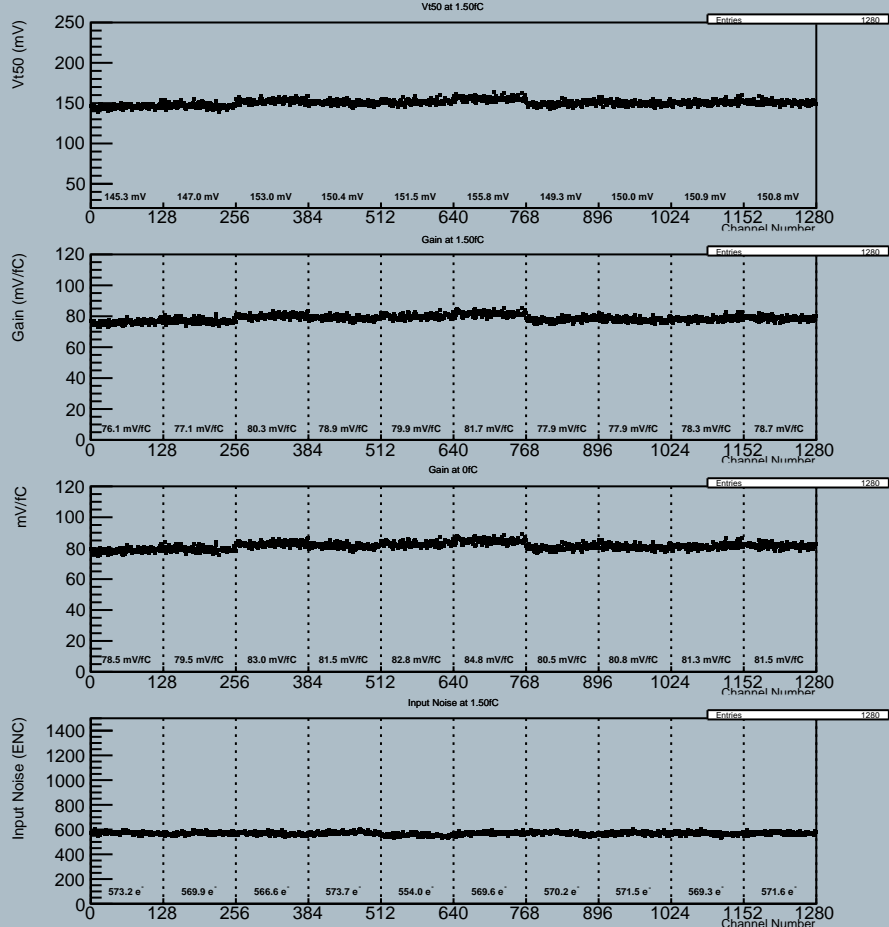 Vt50 at 1.50fC
Entries 1280
Vt50 (mV)
250
200
150
100
50
145.3 mV 147.0 mV 153.0 mV 150.4 mV 151.5 mV 155.8 mV 149.3 mV 150.0 mV 150.9 mV 150.8 mV
0 128 256 384 512 640 768 896 1024 1152 1280
Channel Number
Gain at 1.50fC
Entries 1280
Gain (mV/fC)
120
100
80
60
40
20
0
76.1 mV/fC 77.1 mV/fC 80.3 mV/fC 78.9 mV/fC 79.9 mV/fC 81.7 mV/fC 77.9 mV/fC 77.9 mV/fC 78.3 mV/fC 78.7 mV/fC
0 128 256 384 512 640 768 896 1024 1152 1280
Channel Number
Gain at 0fC
Entries 1280
mV/fC
120
100
80
60
40
20
0
78.5 mV/fC 79.5 mV/fC 83.0 mV/fC 81.5 mV/fC 82.8 mV/fC 84.8 mV/fC 80.5 mV/fC 80.8 mV/fC 81.3 mV/fC 81.5 mV/fC
0 128 256 384 512 640 768 896 1024 1152 1280
Channel Number
Input Noise at 1.50fC
Entries 1280
Input Noise (ENC)
1400
1200
1000
800
600
400
200
0
573.2 e⁻ 569.9 e⁻ 566.6 e⁻ 573.7 e⁻ 554.0 e⁻ 569.6 e⁻ 570.2 e⁻ 571.5 e⁻ 569.3 e⁻ 571.6 e⁻
0 128 256 384 512 640 768 896 1024 1152 1280
Channel Number